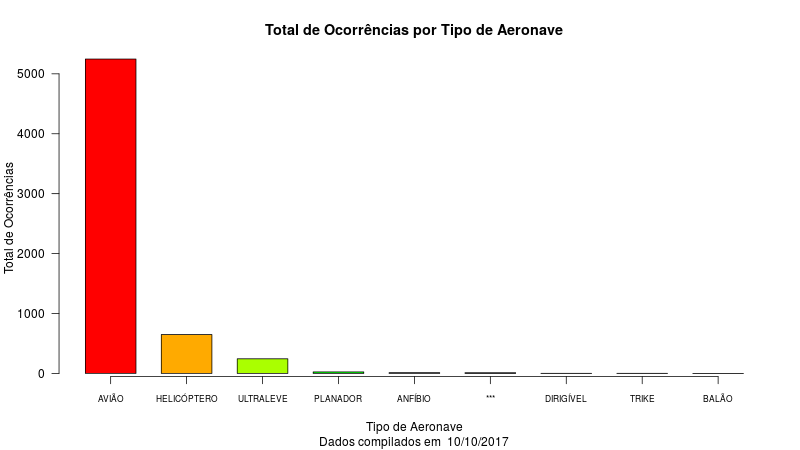 Total de Ocorrências por Tipo de Aeronave
Total de Ocorrências
5000
4000
3000
2000
1000
0
AVIÃO HELICÓPTERO ULTRALEVE PLANADOR ANFÍBIO *** DIRIGÍVEL TRIKE BALÃO
Tipo de Aeronave
Dados compilados em 10/10/2017